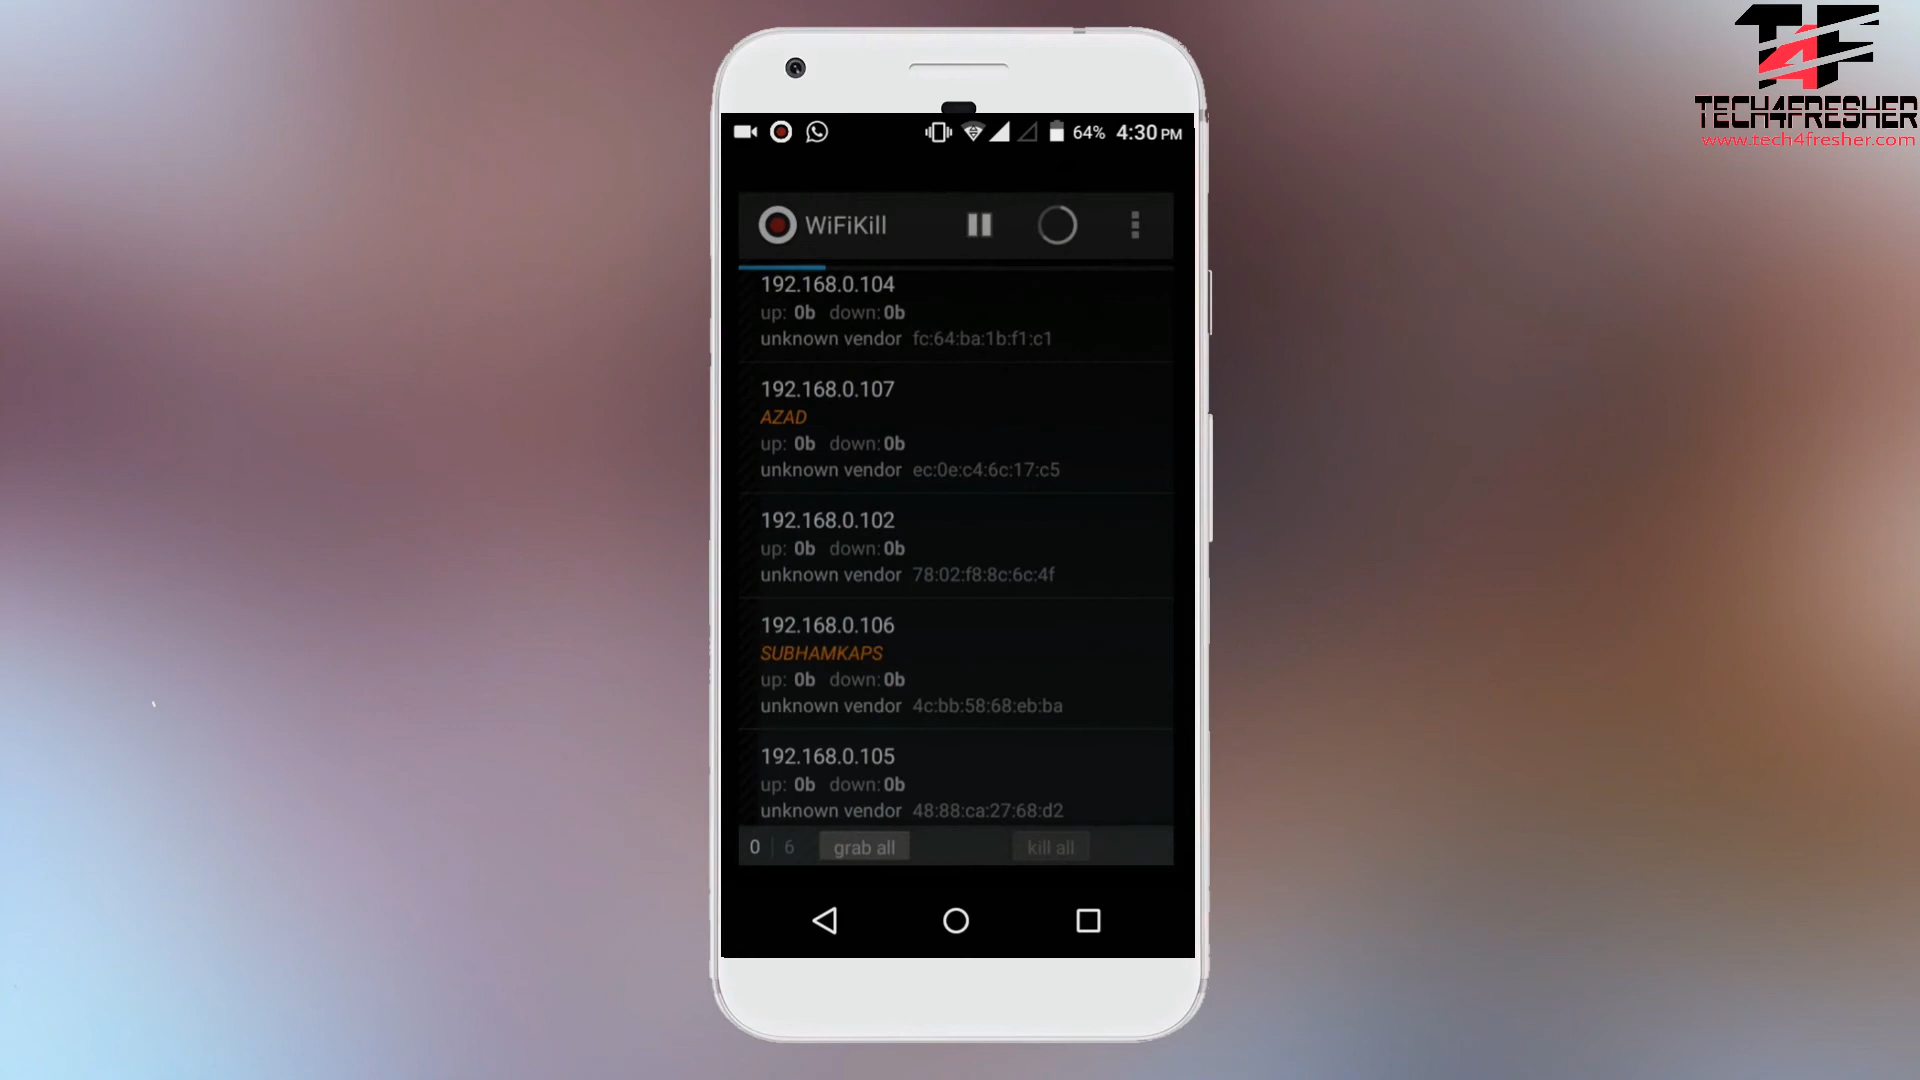 T4F
TECH4FRESHER
www.tech4fresher.com
64% 4:30 PM
WiFiKill
192.168.0.104
up: 0b down: 0b
unknown vendor fc:64:ba:1b:f1:c1
192.168.0.107
AZAD
up: 0b down: 0b
unknown vendor ec:0e:c4:6c:17:c5
192.168.0.102
up: 0b down: 0b
unknown vendor 78:02:f8:8c:6c:4f
192.168.0.106
SUBHAMKAPS
up: 0b down: 0b
unknown vendor 4c:bb:58:68:eb:ba
192.168.0.105
up: 0b down: 0b
unknown vendor 48:88:ca:27:68:d2
0 6 grab all kill all